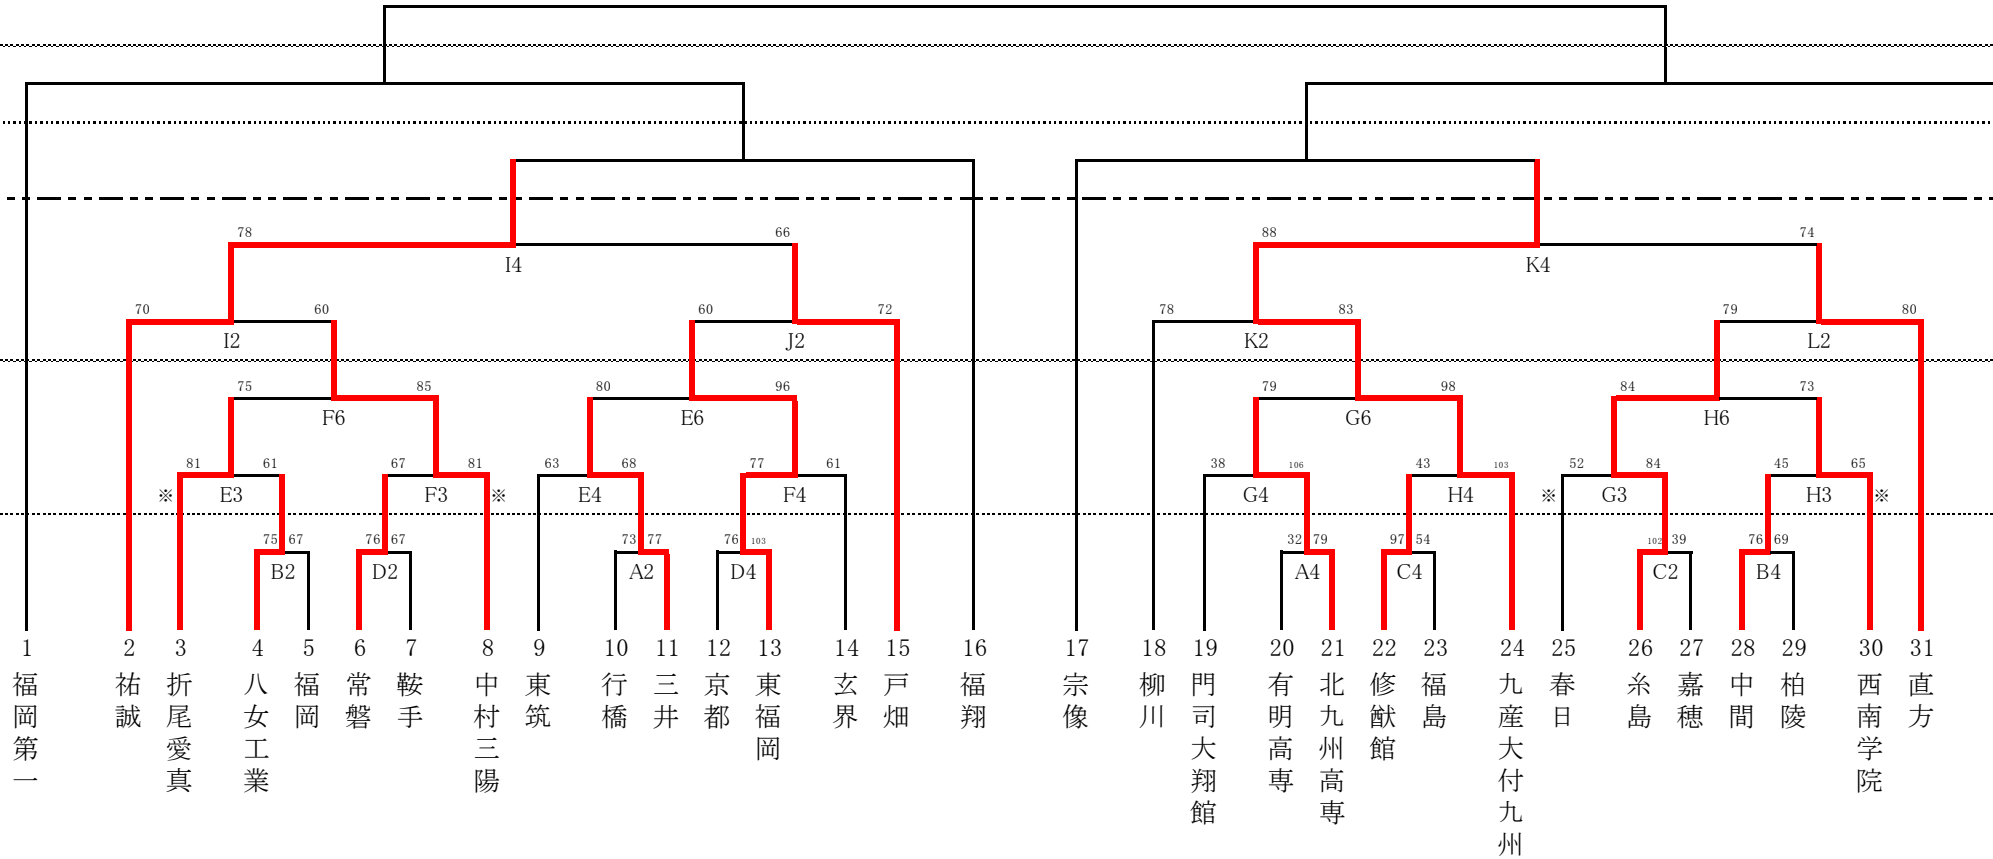 78 66 88 74
I4 K4
70 60 60 72 78 83 79 80
I2 J2 K2 L2
75 85 80 96 79 98 84 73
F6 E6 G6 H6
81 61 67 81 63 68 77 61 38 106 43 103 52 84 45 65
※ E3 F3 ※ E4 F4 G4 H4 ※ G3 H3 ※
75 67 76 67 73 77 76 103 32 79 97 54 102 39 76 69
B2 D2 A2 D4 A4 C4 C2 B4
1 2 3 4 5 6 7 8 9 10 11 12 13 14 15 16 17 18 19 20 21 22 23 24 25 26 27 28 29 30 31
福岡第一
祐誠
折尾愛真
八女工業
福岡
常磐
鞍手
中村三陽
東筑
行橋
三井
京都
東福岡
玄界
戸畑
福翔
宗像
柳川
門司大翔館
有明高専
北九州高専
修猷館
福島
九産大付九州
春日
糸島
嘉穂
中間
柏陵
西南学院
直方